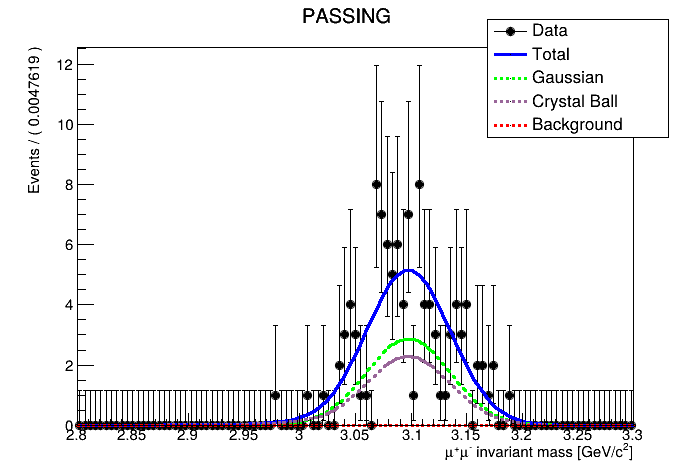 PASSING
Data
Total
Gaussian
Crystal Ball
Background
Events / ( 0.0047619 )
12
10
8
6
4
2
0
2.8 2.85 2.9 2.95 3 3.05 3.1 3.15 3.2 3.25 3.3
μ⁺μ⁻ invariant mass [GeV/c²]